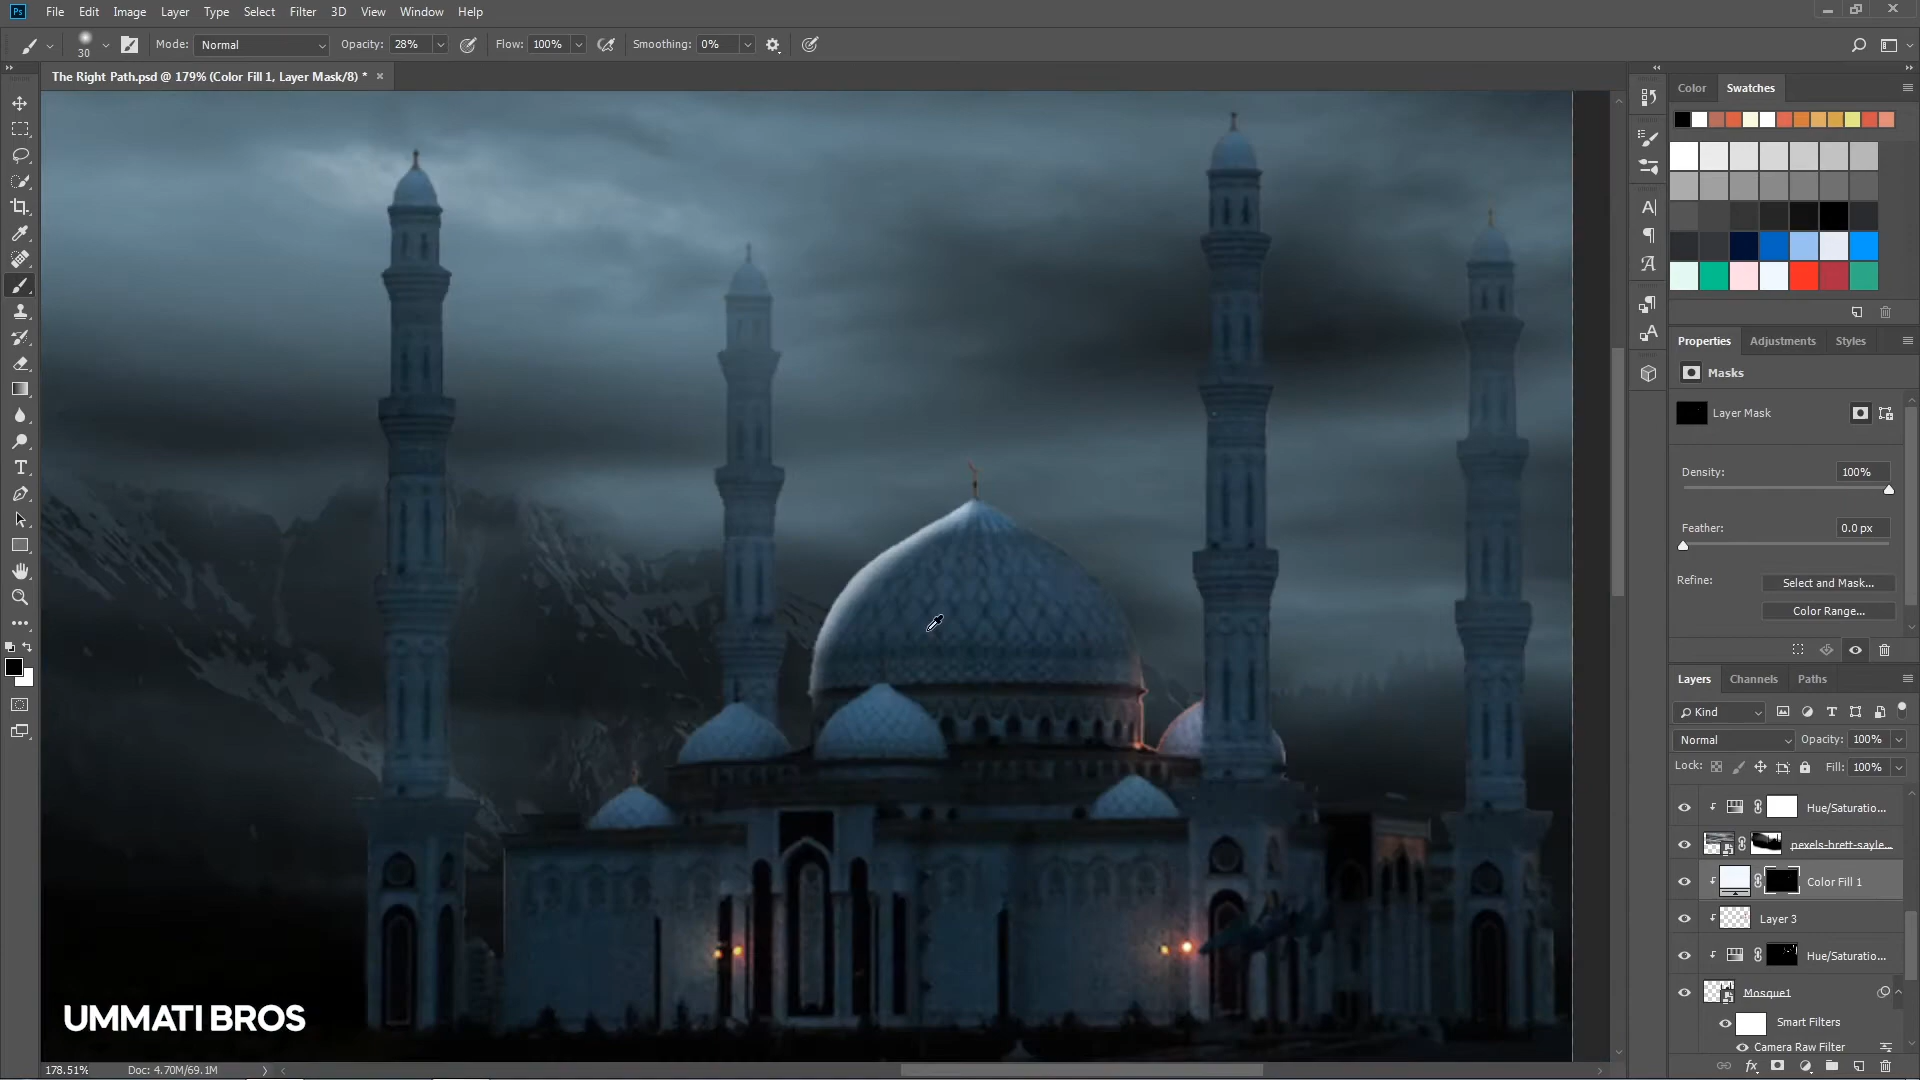 Ps File Edit Image Layer Type Select Filter 3D View Window Help
30 Mode: Normal Opacity: 28% Flow: 100% Smoothing: 0%
The Right Path.psd @ 179% (Color Fill 1, Layer Mask/8) * ×
Color Swatches
Properties Adjustments Styles
Masks
Layer Mask
Density: 100%
Feather: 0.0 px
Refine: Select and Mask...
Color Range...
Layers Channels Paths
Kind
Normal Opacity: 100%
Lock: Fill: 100%
Hue/Saturatio...
pexels-brett-sayle...
Color Fill 1
Layer 3
Hue/Saturatio...
Mosque1
Smart Filters
Camera Raw Filter
UMMATI BROS
178.51% Doc: 4.70M/69.1M